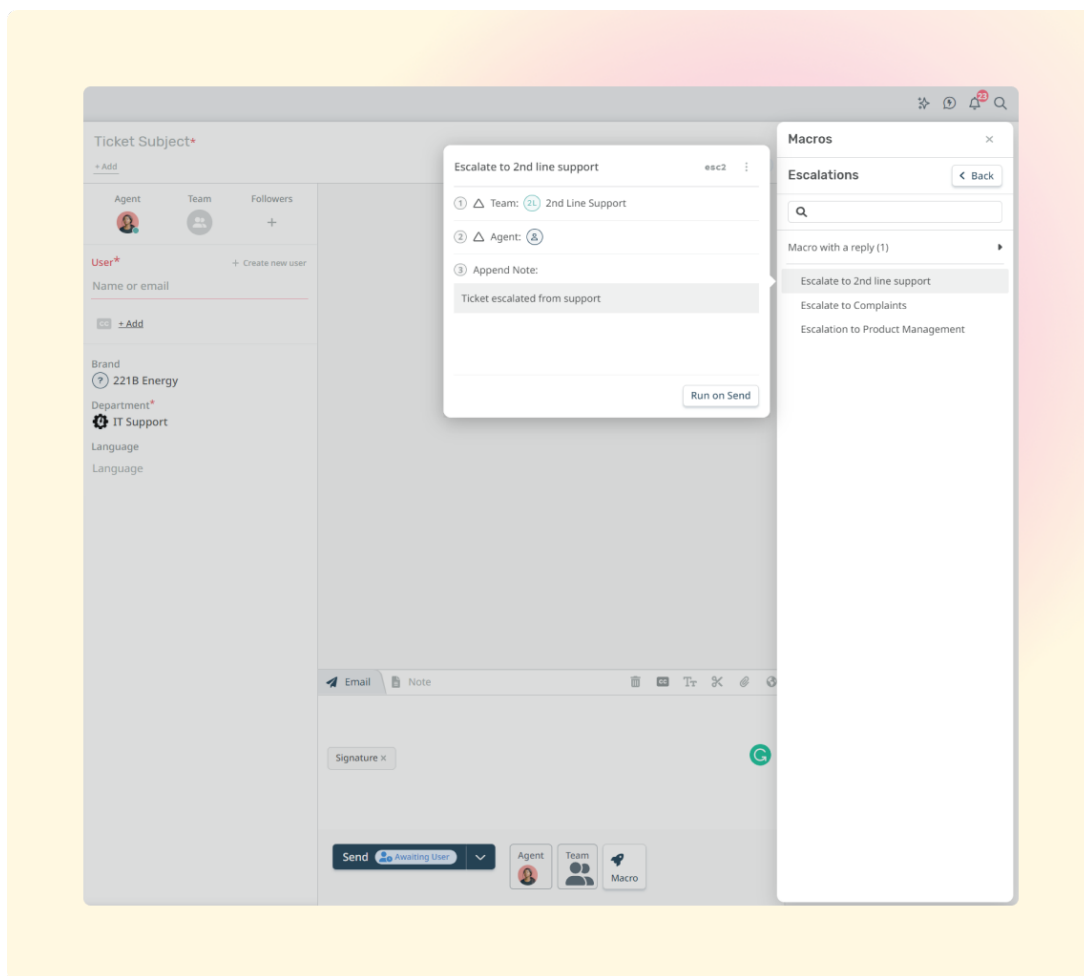 23
Ticket Subject*
+ Add
Agent Team Followers
User* + Create new user
Name or email
CC + Add
Brand
? 221B Energy
Department*
IT Support
Language
Language
Escalate to 2nd line support esc2
1 Team: 2L 2nd Line Support
2 Agent:
3 Append Note:
Ticket escalated from support
Run on Send
Macros ×
Escalations < Back
Macro with a reply (1)
Escalate to 2nd line support
Escalate to Complaints
Escalation to Product Management
Email Note CC TT
Signature ×
G
Send Awaiting User
Agent Team Macro